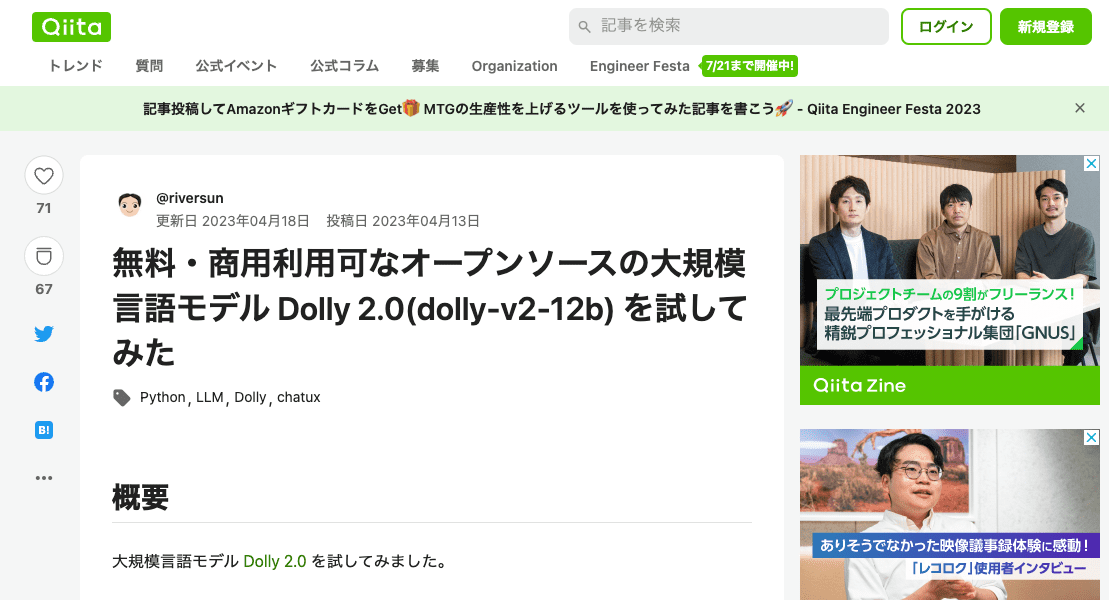 Qiita
記事を検索
ログイン
新規登録
トレンド 質問 公式イベント 公式コラム 募集 Organization Engineer Festa 7/21まで開催中!
記事投稿してAmazonギフトカードをGet🎁 MTGの生産性を上げるツールを使ってみた記事を書こう🚀 - Qiita Engineer Festa 2023
71
67
B!
@riversun
更新日 2023年04月18日 投稿日 2023年04月13日
無料・商用利用可なオープンソースの大規模
言語モデル Dolly 2.0(dolly-v2-12b) を試して
みた
Python , LLM , Dolly , chatux
概要
大規模言語モデル Dolly 2.0 を試してみました。
プロジェクトチームの9割がフリーランス!
最先端プロダクトを手がける
精鋭プロフェッショナル集団「GNUS」
Qiita Zine
ありそうでなかった映像議事録体験に感動!
「レコロク」使用者インタビュー